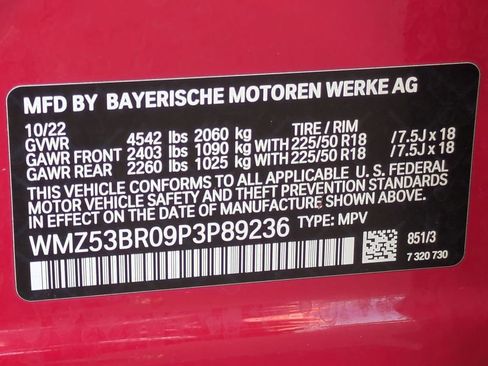 MFD BY BAYERISCHE MOTOREN WERKE AG
10/22 TIRE / RIM
GVWR 4542 lbs 2060 kg
GAWR FRONT 2403 lbs 1090 kg WITH 225/50 R18 /7.5J x 18
GAWR REAR 2260 lbs 1025 kg WITH 225/50 R18 /7.5J x 18
THIS VEHICLE CONFORMS TO ALL APPLICABLE U. S. FEDERAL
MOTOR VEHICLE SAFETY AND THEFT PREVENTION STANDARDS
IN EFFECT ON THE DATE OF MANUFACTURE SHOWN ABOVE.
WMZ53BR09P3P89236 TYPE: MPV
851/3
7 320 730